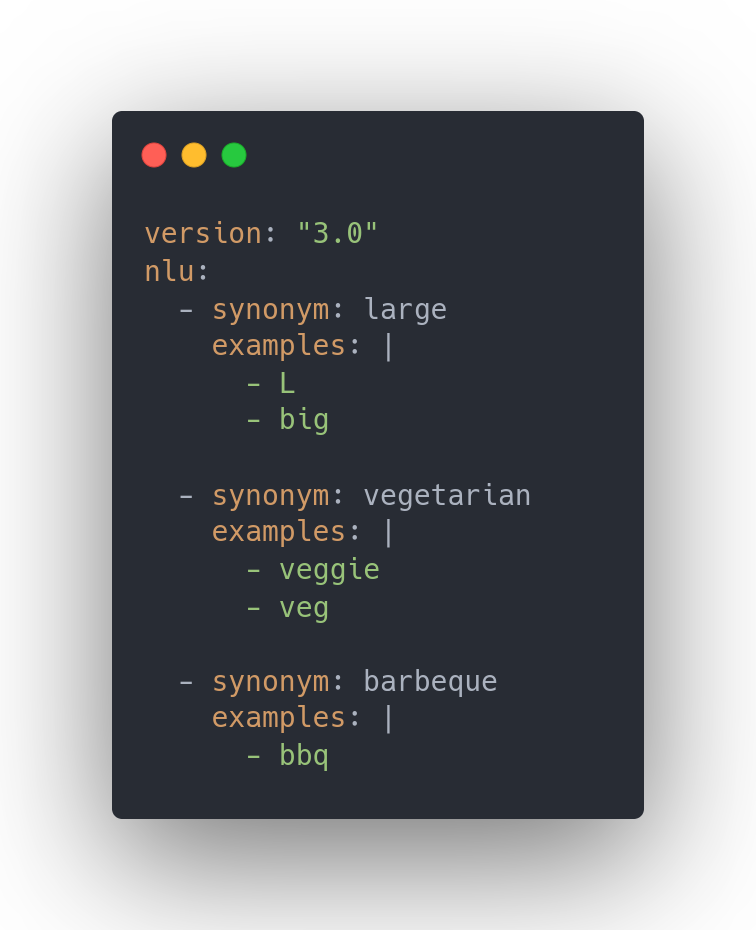 version: "3.0"
nlu:
  - synonym: large
    examples: |
      - L
      - big

  - synonym: vegetarian
    examples: |
      - veggie
      - veg

  - synonym: barbeque
    examples: |
      - bbq